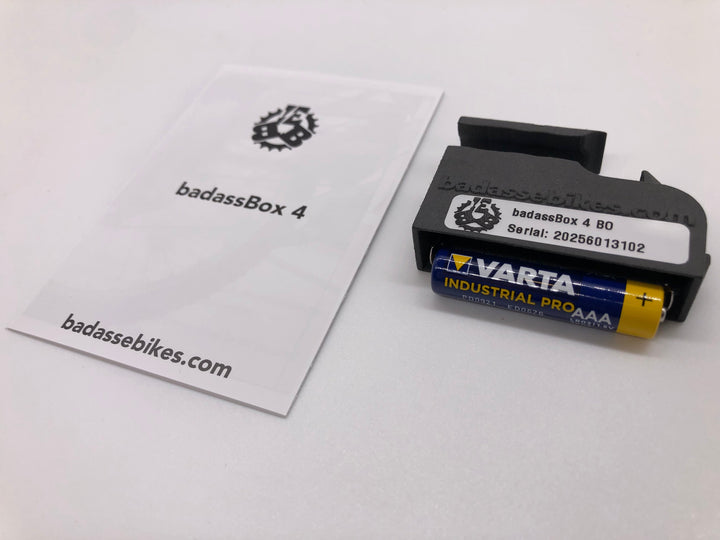 badassBox 4
badassebikes.com
badassebikes.com
badassBox 4 BO
Serial: 20256013102
VARTA
INDUSTRIAL PRO
AAA
+